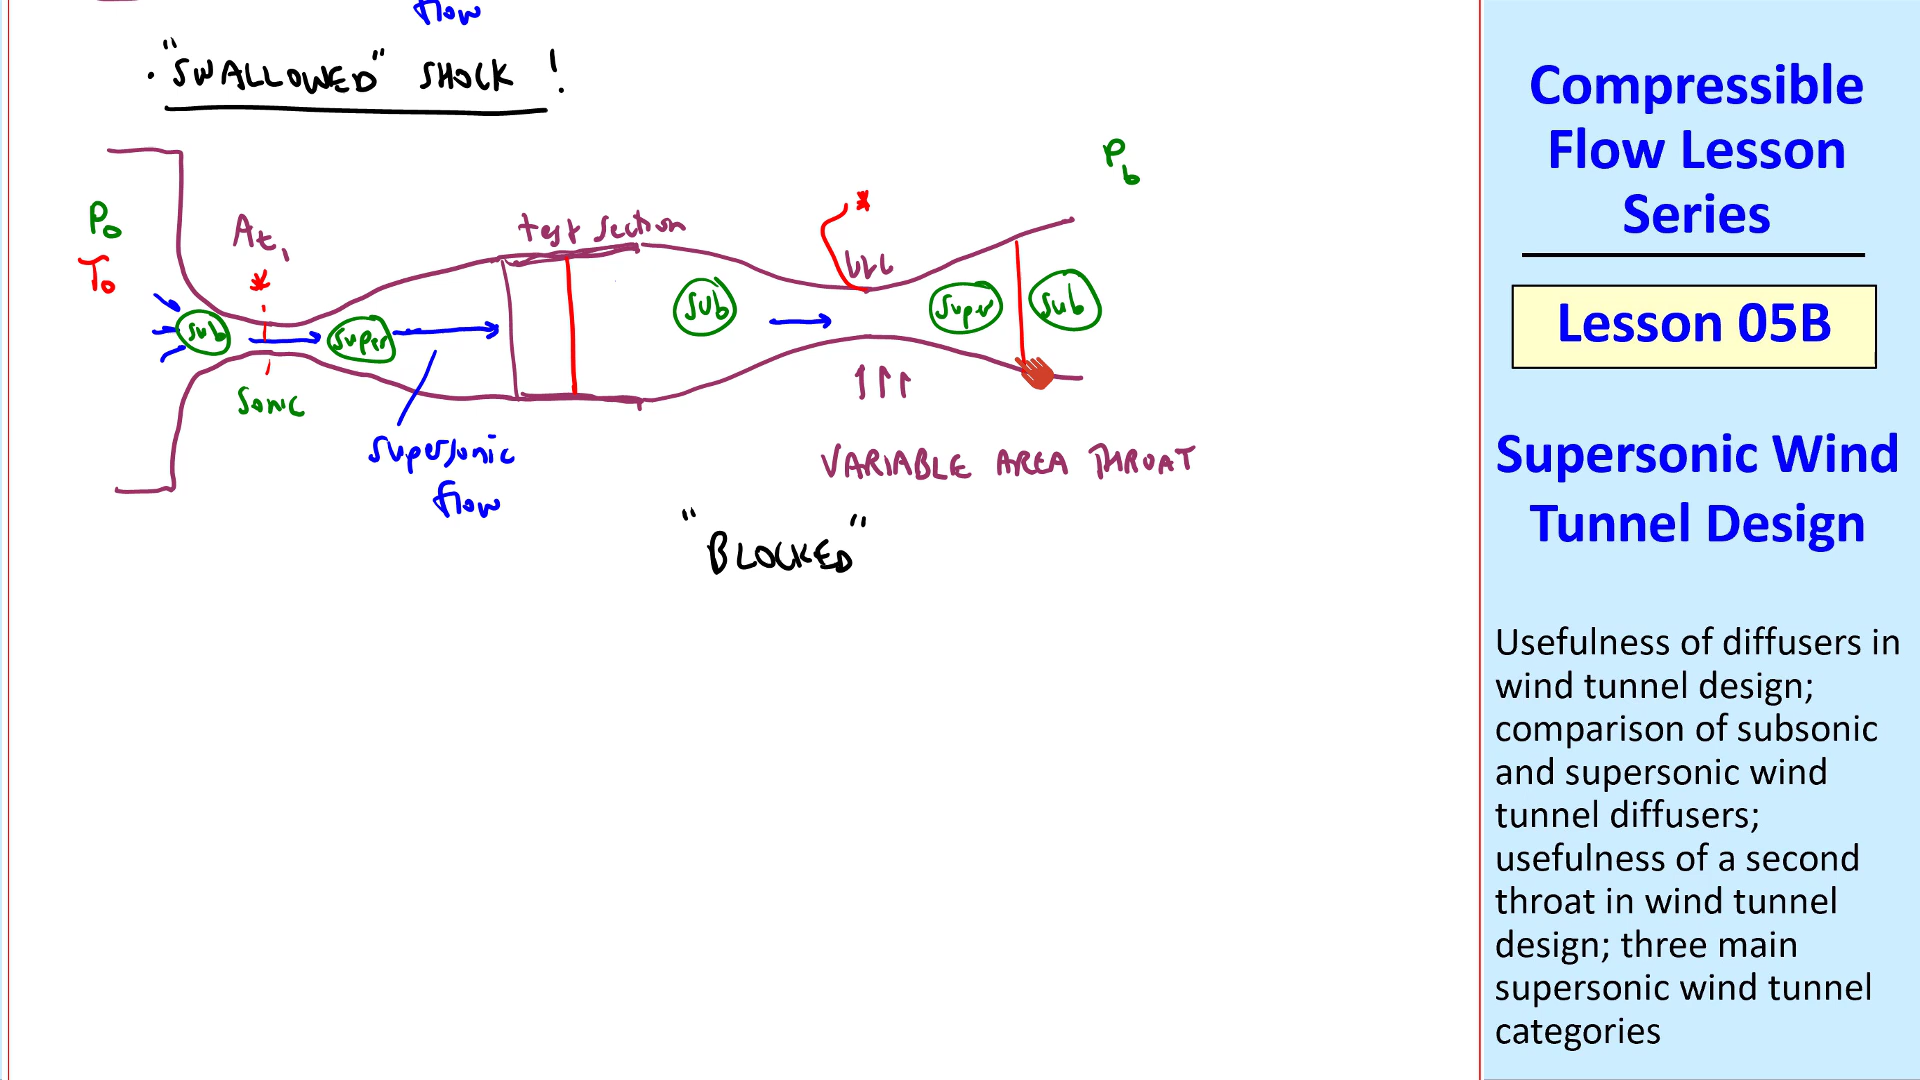 flow
. "SWALLOWED" SHOCK !
Pb
Po
To
At1
*
test section
*
sub
super
sub
super
sub
sonic
supersonic
flow
VARIABLE AREA THROAT
"BLOCKED"
Compressible
Flow Lesson
Series
Lesson 05B
Supersonic Wind
Tunnel Design
Usefulness of diffusers in
wind tunnel design;
comparison of subsonic
and supersonic wind
tunnel diffusers;
usefulness of a second
throat in wind tunnel
design; three main
supersonic wind tunnel
categories